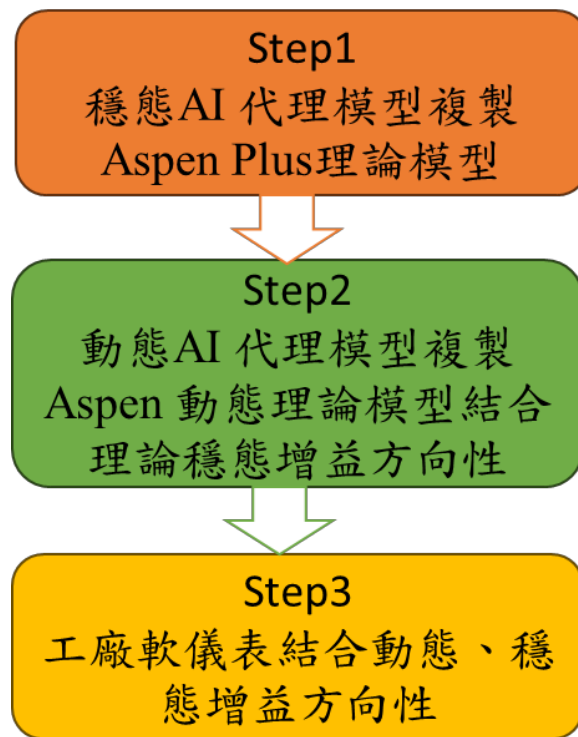 Step1
穩態AI 代理模型複製
Aspen Plus理論模型
Step2
動態AI 代理模型複製
Aspen 動態理論模型結合
理論穩態增益方向性
Step3
工廠軟儀表結合動態、穩
態增益方向性